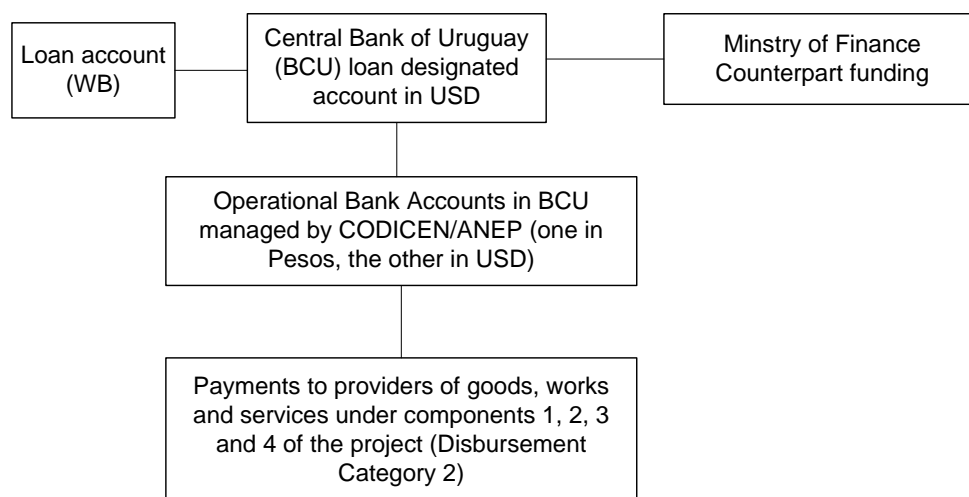 Loan account
(WB)
Central Bank of Uruguay
(BCU) loan designated
account in USD
Minstry of Finance
Counterpart funding
Operational Bank Accounts in BCU
managed by CODICEN/ANEP (one in
Pesos, the other in USD)
Payments to providers of goods, works
and services under components 1, 2, 3
and 4 of the project (Disbursement
Category 2)